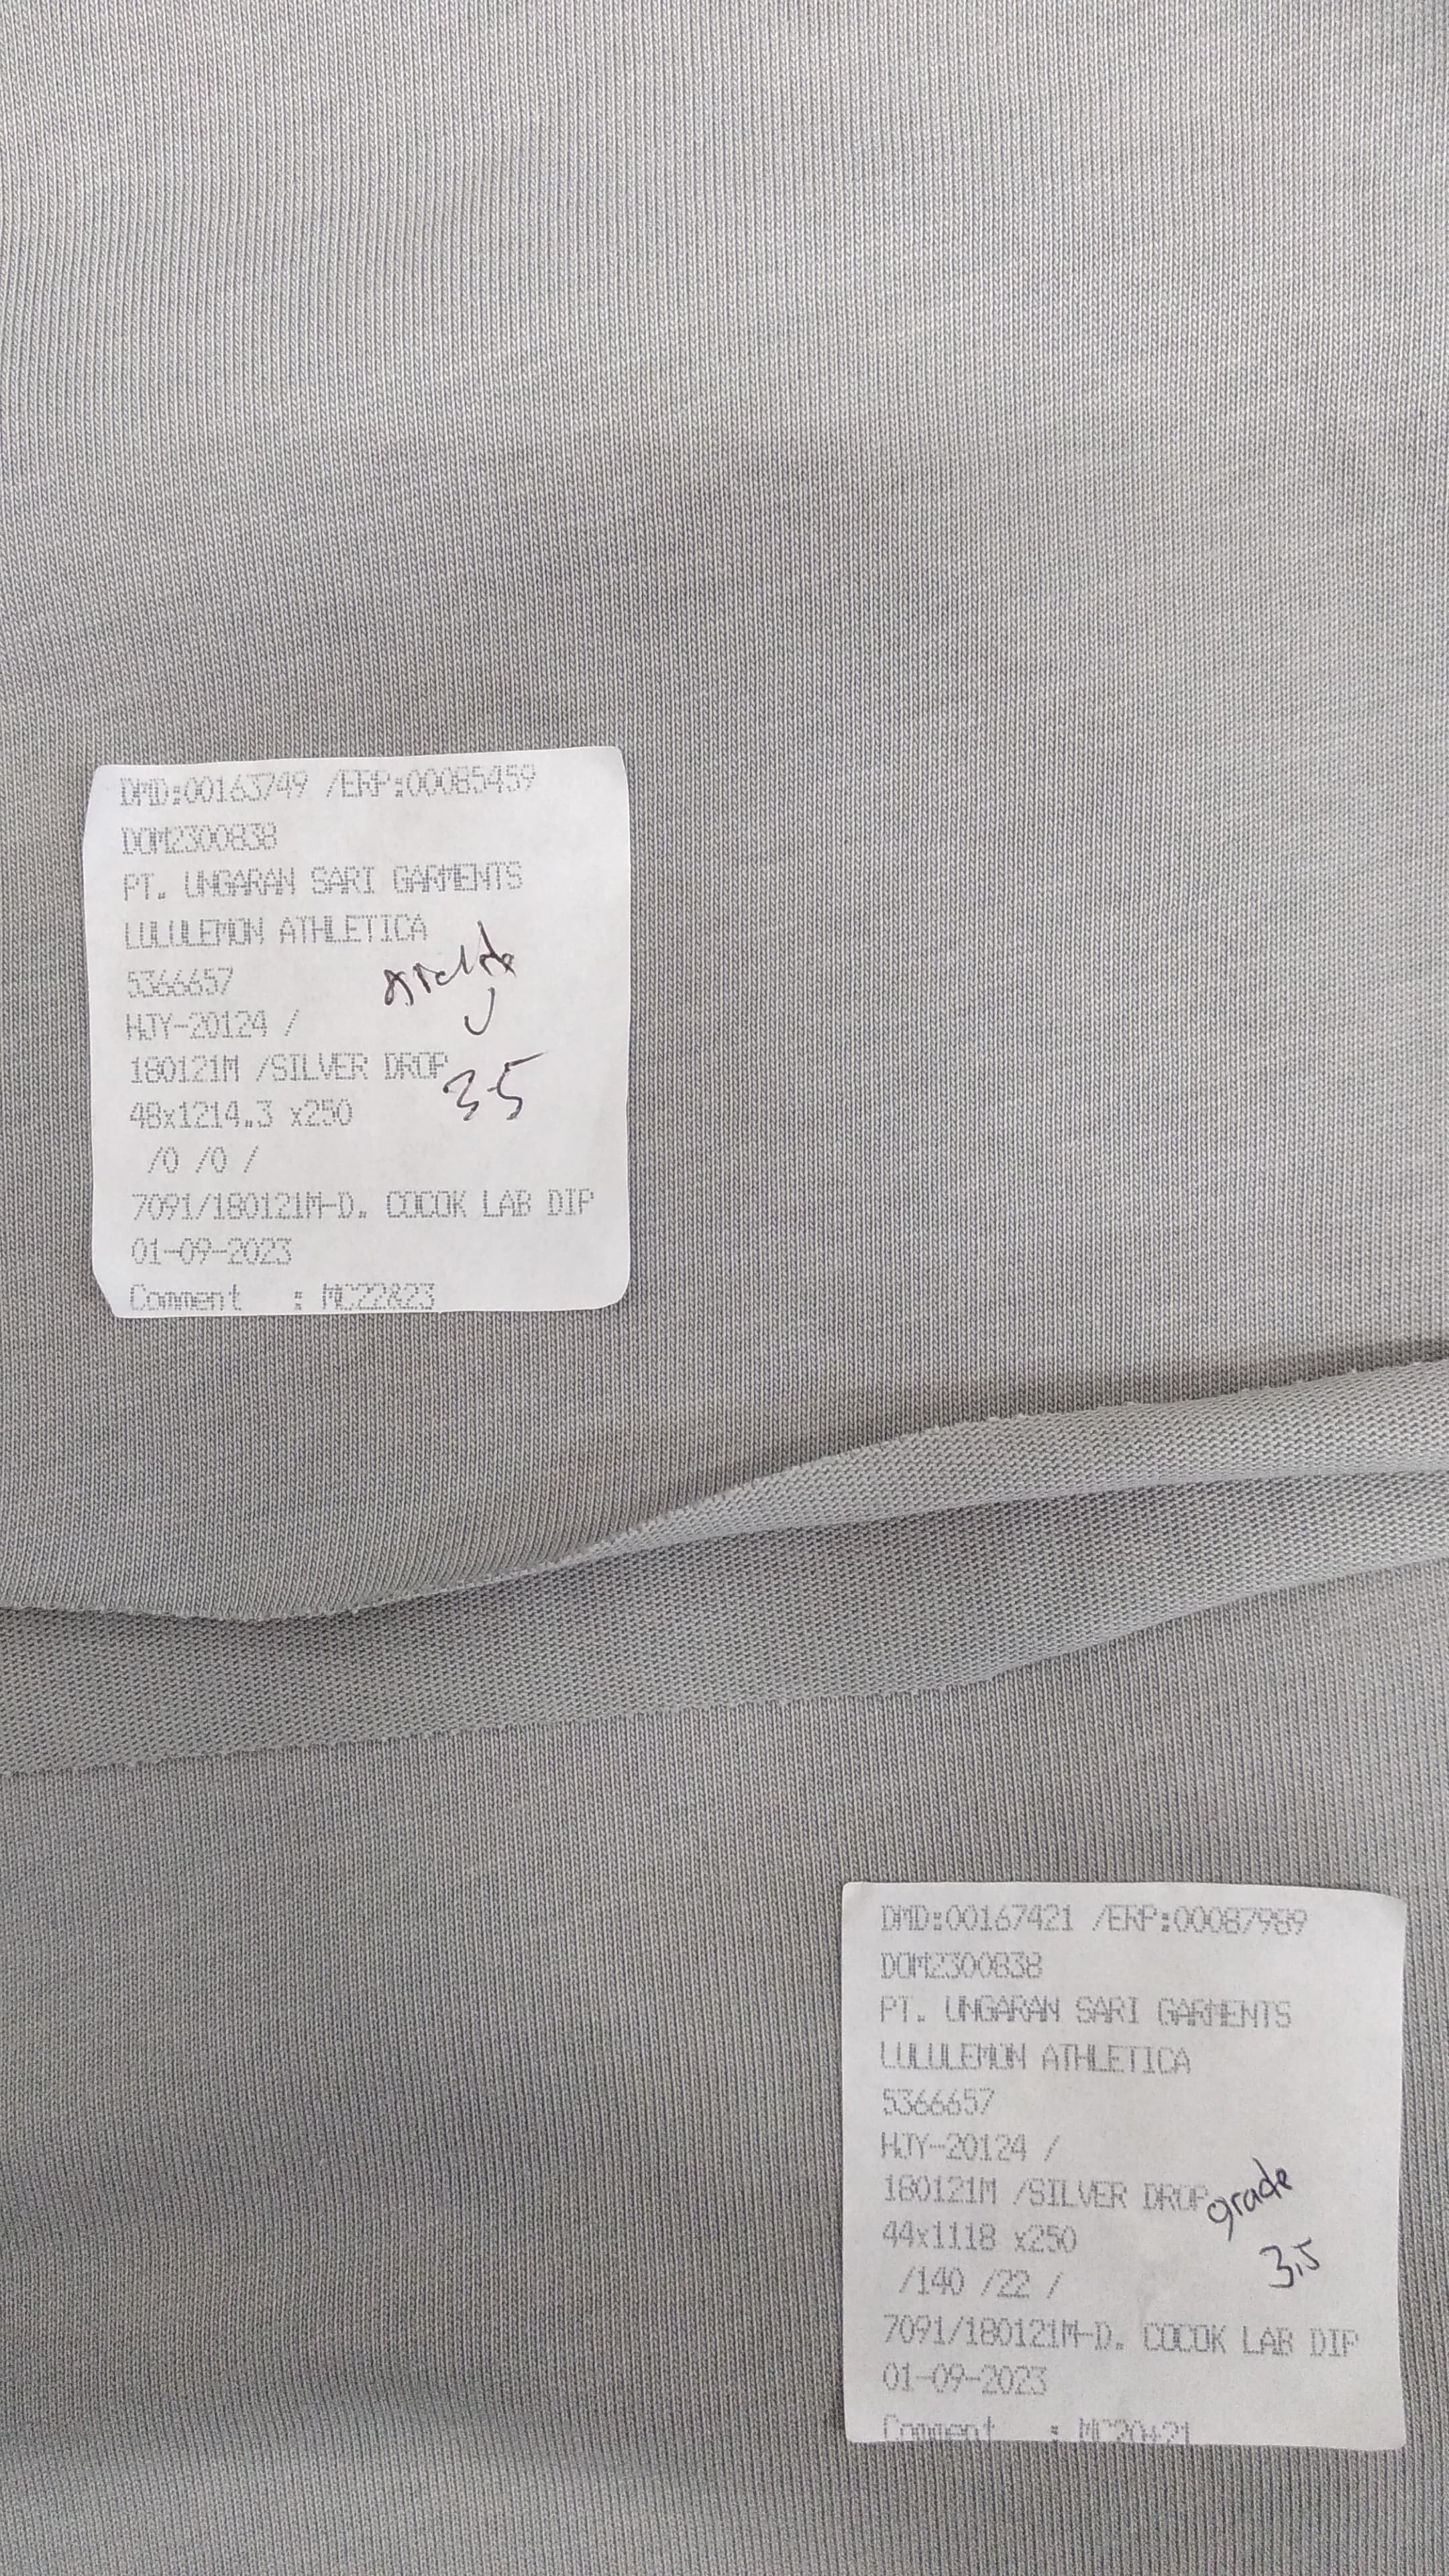 DMD:00163749 /ERP:00085459
DOM2300838
PT. UNGARAN SARI GARMENTS
LULULEMON ATHLETICA
5366657
HJY-20124 /
180121M /SILVER DROP
48x1214.3 x250
/0 /0 /
7091/180121M-D. COCOK LAB DIP
01-09-2023
Comment : MC22&23
grade
3.5
DMD:00167421 /ERP:00087989
DOM2300838
PT. UNGARAN SARI GARMENTS
LULULEMON ATHLETICA
5366657
HJY-20124 /
180121M /SILVER DROP
44x1118 x250
/140 /22 /
7091/180121M-D. COCOK LAB DIP
01-09-2023
Comment : MC20+21
grade
3,5